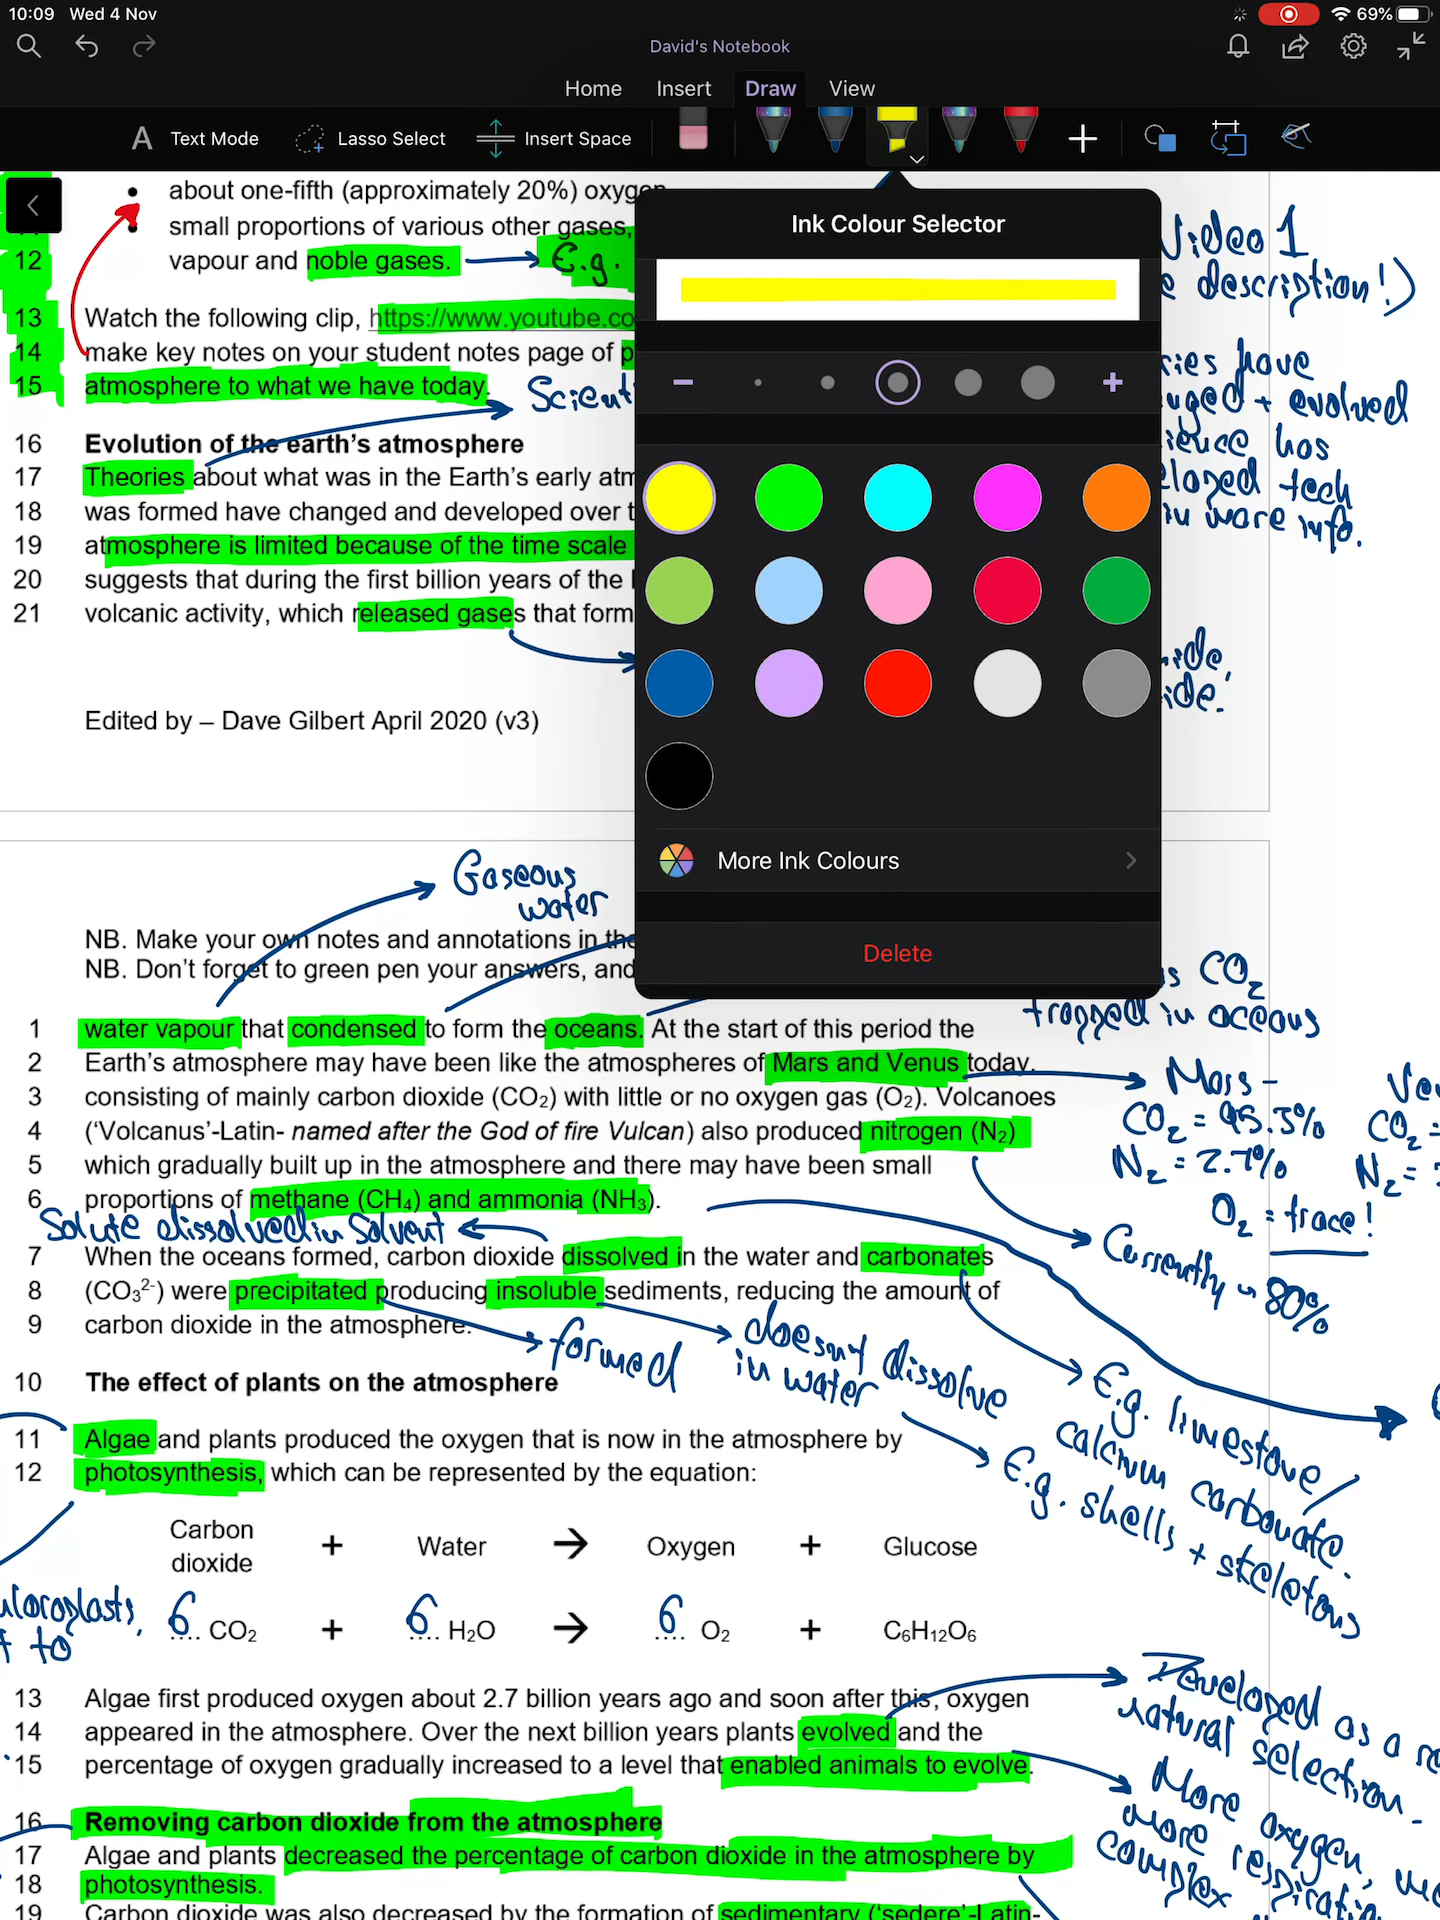 10:09 Wed 4 Nov
69%
David's Notebook
Home Insert Draw View
A Text Mode Lasso Select Insert Space
about one-fifth (approximately 20%) oxygen
small proportions of various other gases,
12 vapour and noble gases. E.g.
13 Watch the following clip, https://www.youtube.co
14 make key notes on your student notes page of p
15 atmosphere to what we have today.
16 Evolution of the earth's atmosphere
17 Theories about what was in the Earth's early atm
18 was formed have changed and developed over t
19 atmosphere is limited because of the time scale
20 suggests that during the first billion years of the
21 volcanic activity, which released gases that form
Edited by – Dave Gilbert April 2020 (v3)
Ink Colour Selector
More Ink Colours
Delete
Video 1
description!)
have
+ evolved
has
tech
more info.
Gaseous
water
NB. Make your own notes and annotations in the
NB. Don't forget to green pen your answers, and
CO2
trapped in oceans
1 water vapour that condensed to form the oceans. At the start of this period the
2 Earth's atmosphere may have been like the atmospheres of Mars and Venus today.
3 consisting of mainly carbon dioxide (CO2) with little or no oxygen gas (O2). Volcanoes
4 ('Volcanus'-Latin- named after the God of fire Vulcan) also produced nitrogen (N2)
5 which gradually built up in the atmosphere and there may have been small
6 proportions of methane (CH4) and ammonia (NH3).
Mars -
CO2 = 95.3%
N2 = 2.7%
O2 = trace!
CO2 =
N2 =
Currently ~ 80%
Solute dissolved in Solvent
7 When the oceans formed, carbon dioxide dissolved in the water and carbonates
8 (CO3²⁻) were precipitated producing insoluble sediments, reducing the amount of
9 carbon dioxide in the atmosphere.
formed
doesn't dissolve
in water
E.g. limestone/
calcium carbonate.
E.g. shells + skeletons
10 The effect of plants on the atmosphere
11 Algae and plants produced the oxygen that is now in the atmosphere by
12 photosynthesis, which can be represented by the equation:
Carbon dioxide + Water → Oxygen + Glucose
6 CO2 + 6 H2O → 6 O2 + C6H12O6
to
13 Algae first produced oxygen about 2.7 billion years ago and soon after this, oxygen
14 appeared in the atmosphere. Over the next billion years plants evolved and the
15 percentage of oxygen gradually increased to a level that enabled animals to evolve.
Developed as a
natural selection.
More oxygen,
more
complex
16 Removing carbon dioxide from the atmosphere
17 Algae and plants decreased the percentage of carbon dioxide in the atmosphere by
18 photosynthesis.
19 Carbon dioxide was also decreased by the formation of sedimentary ('sedere'-Latin-